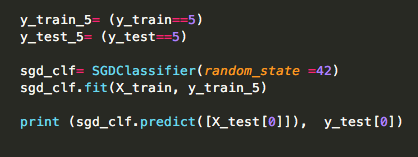 y_train_5= (y_train==5)
y_test_5= (y_test==5)
sgd_clf= SGDClassifier(random_state =42)
sgd_clf.fit(X_train, y_train_5)
print (sgd_clf.predict([X_test[0]]),  y_test[0])